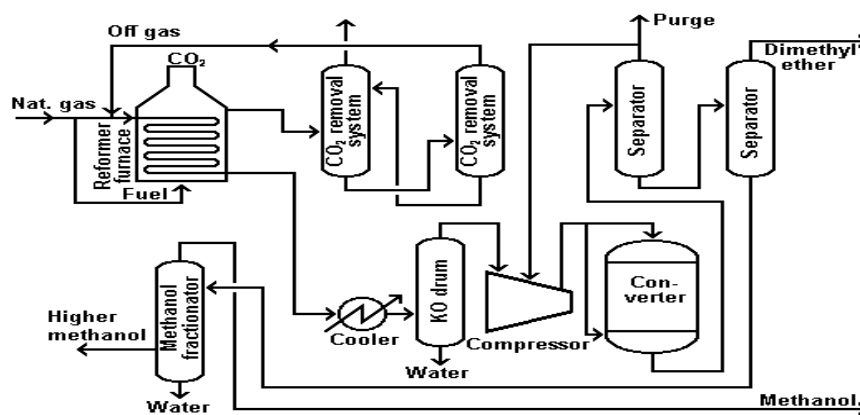 Off gas
CO₂
Nat. gas
Reformer
furnace
Fuel
CO₂ removal
system
CO₂ removal
system
Purge
Separator
Separator
Dimethyl
ether
Methanol
fractionator
Higher
methanol
Water
Cooler
KO drum
Water
Compressor
Con-
verter
Methanol